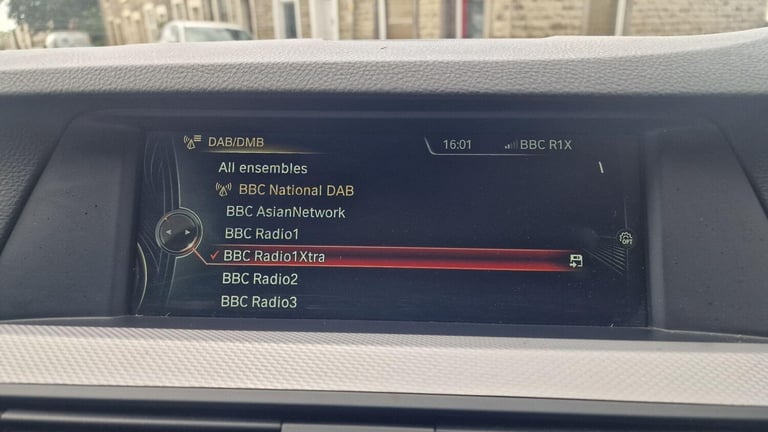 DAB/DMB
16:01 BBC R1X
All ensembles
BBC National DAB
BBC AsianNetwork
BBC Radio1
OPT
BBC Radio1Xtra
BBC Radio2
BBC Radio3